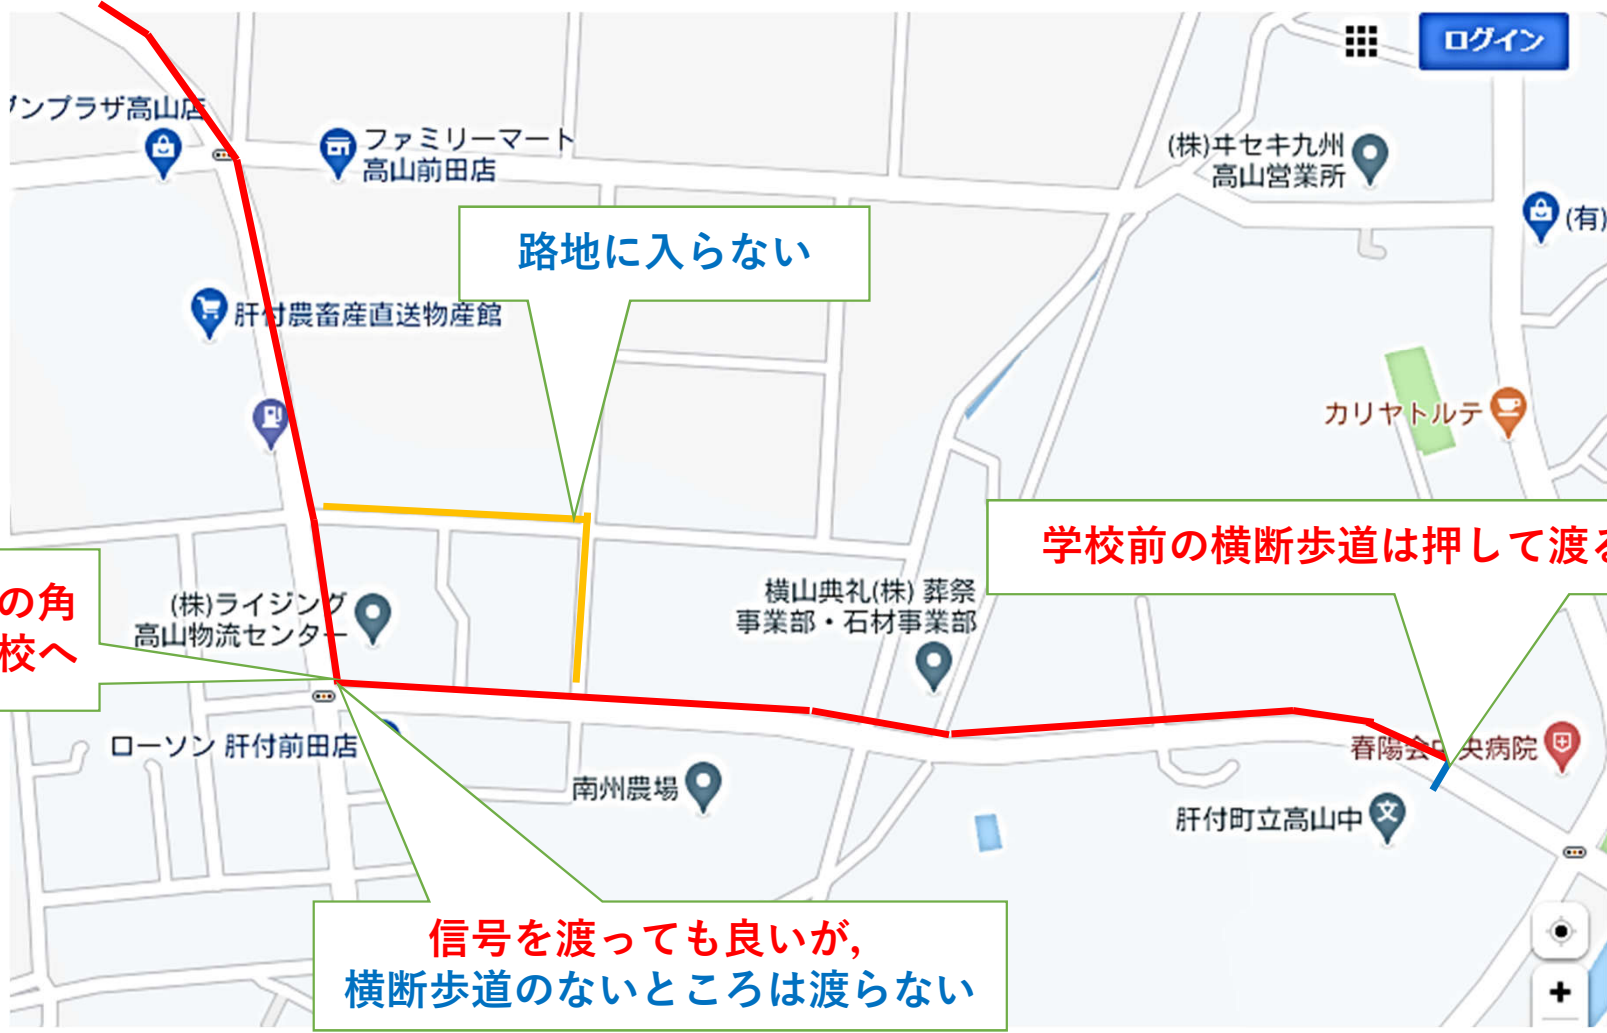 ログイン
ンプラザ高山店
ファミリーマート
高山前田店
(株)ヰセキ九州
高山営業所
(有)
路地に入らない
肝付農畜産直送物産館
カリヤトルテ
学校前の横断歩道は押して渡る
の角
校へ
(株)ライジング
高山物流センター
横山典礼(株) 葬祭
事業部・石材事業部
ローソン 肝付前田店
南州農場
春陽会中央病院
肝付町立高山中
文
信号を渡っても良いが,
横断歩道のないところは渡らない
+